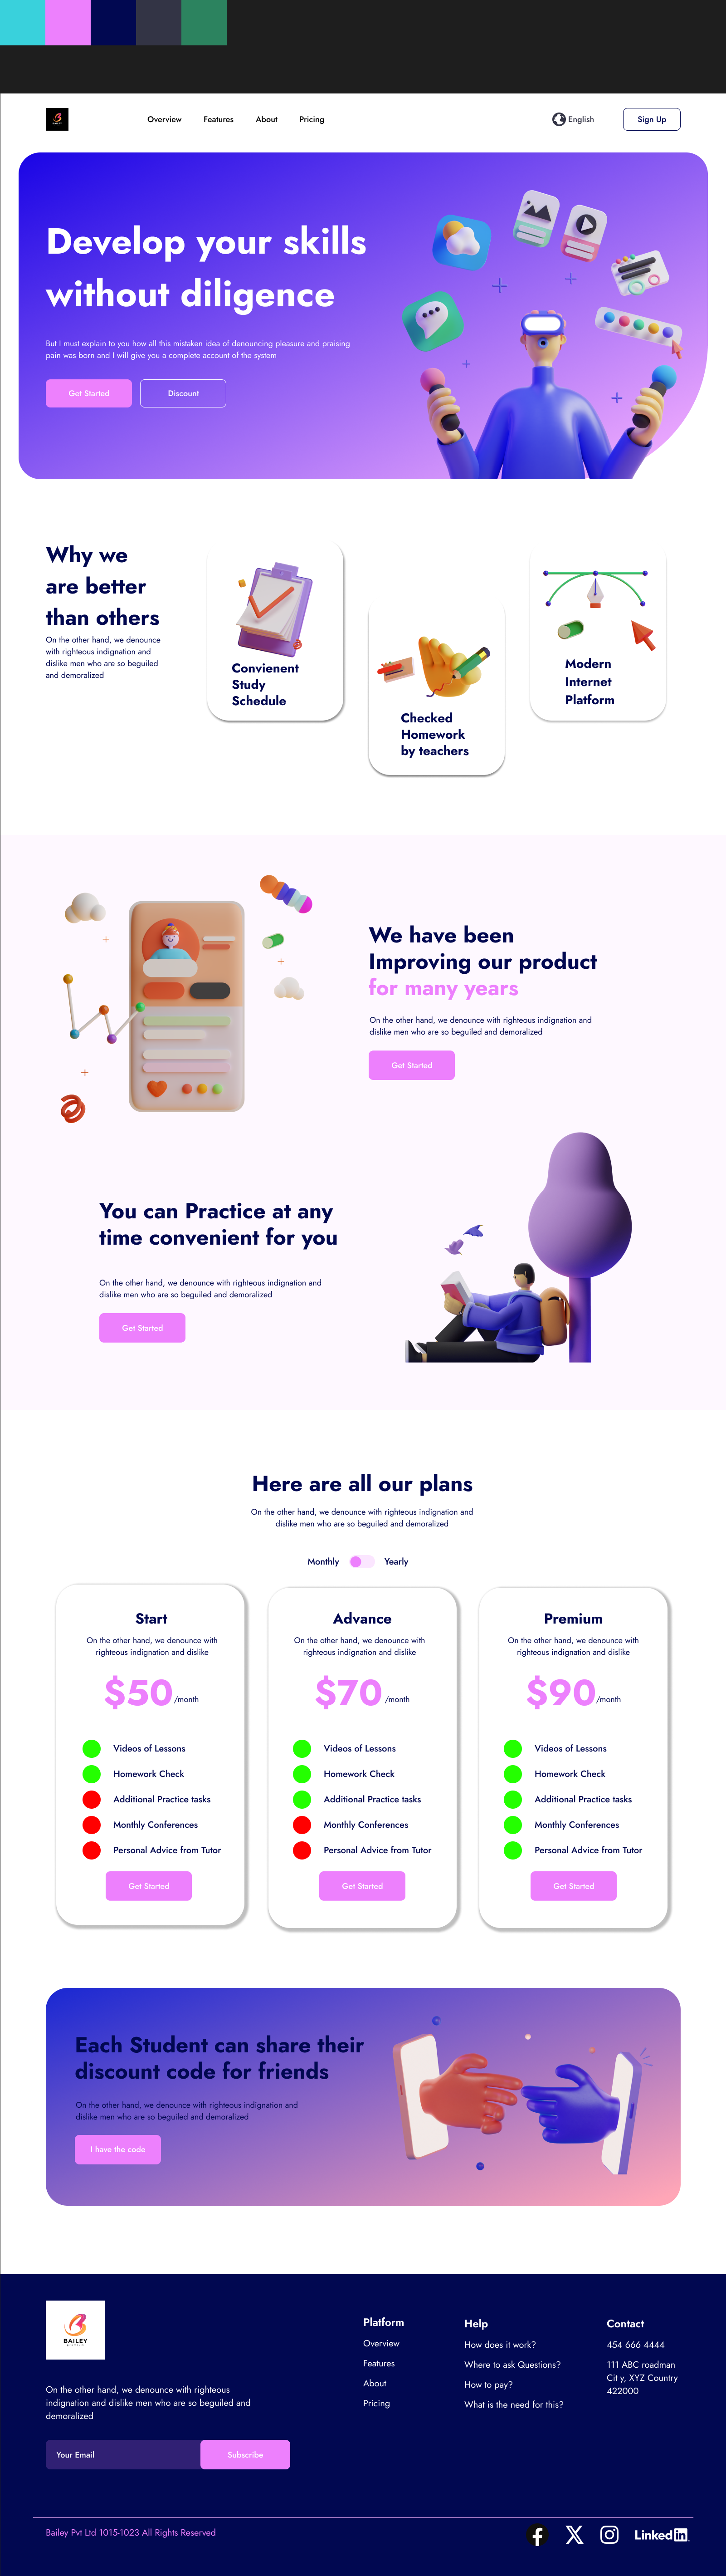 Overview Features About Pricing English Sign Up
Develop your skills
without diligence
But I must explain to you how all this mistaken idea of denouncing pleasure and praising
pain was born and I will give you a complete account of the system
Get Started Discount
Why we
are better
than others
On the other hand, we denounce
with righteous indignation and
dislike men who are so beguiled
and demoralized
Convienent
Study
Schedule
Checked
Homework
by teachers
Modern
Internet
Platform
We have been
Improving our product
for many years
On the other hand, we denounce with righteous indignation and
dislike men who are so beguiled and demoralized
Get Started
You can Practice at any
time convenient for you
On the other hand, we denounce with righteous indignation and
dislike men who are so beguiled and demoralized
Get Started
Here are all our plans
On the other hand, we denounce with righteous indignation and
dislike men who are so beguiled and demoralized
Monthly Yearly
Start
On the other hand, we denounce with
righteous indignation and dislike
$50 /month
Videos of Lessons
Homework Check
Additional Practice tasks
Monthly Conferences
Personal Advice from Tutor
Get Started
Advance
On the other hand, we denounce with
righteous indignation and dislike
$70 /month
Videos of Lessons
Homework Check
Additional Practice tasks
Monthly Conferences
Personal Advice from Tutor
Get Started
Premium
On the other hand, we denounce with
righteous indignation and dislike
$90 /month
Videos of Lessons
Homework Check
Additional Practice tasks
Monthly Conferences
Personal Advice from Tutor
Get Started
Each Student can share their
discount code for friends
On the other hand, we denounce with righteous indignation and
dislike men who are so beguiled and demoralized
I have the code
BAILEY
On the other hand, we denounce with righteous
indignation and dislike men who are so beguiled and
demoralized
Your Email Subscribe
Platform
Overview
Features
About
Pricing
Help
How does it work?
Where to ask Questions?
How to pay?
What is the need for this?
Contact
454 666 4444
111 ABC roadman
Cit y, XYZ Country
422000
Bailey Pvt Ltd 1015-1023 All Rights Reserved
LinkedIn